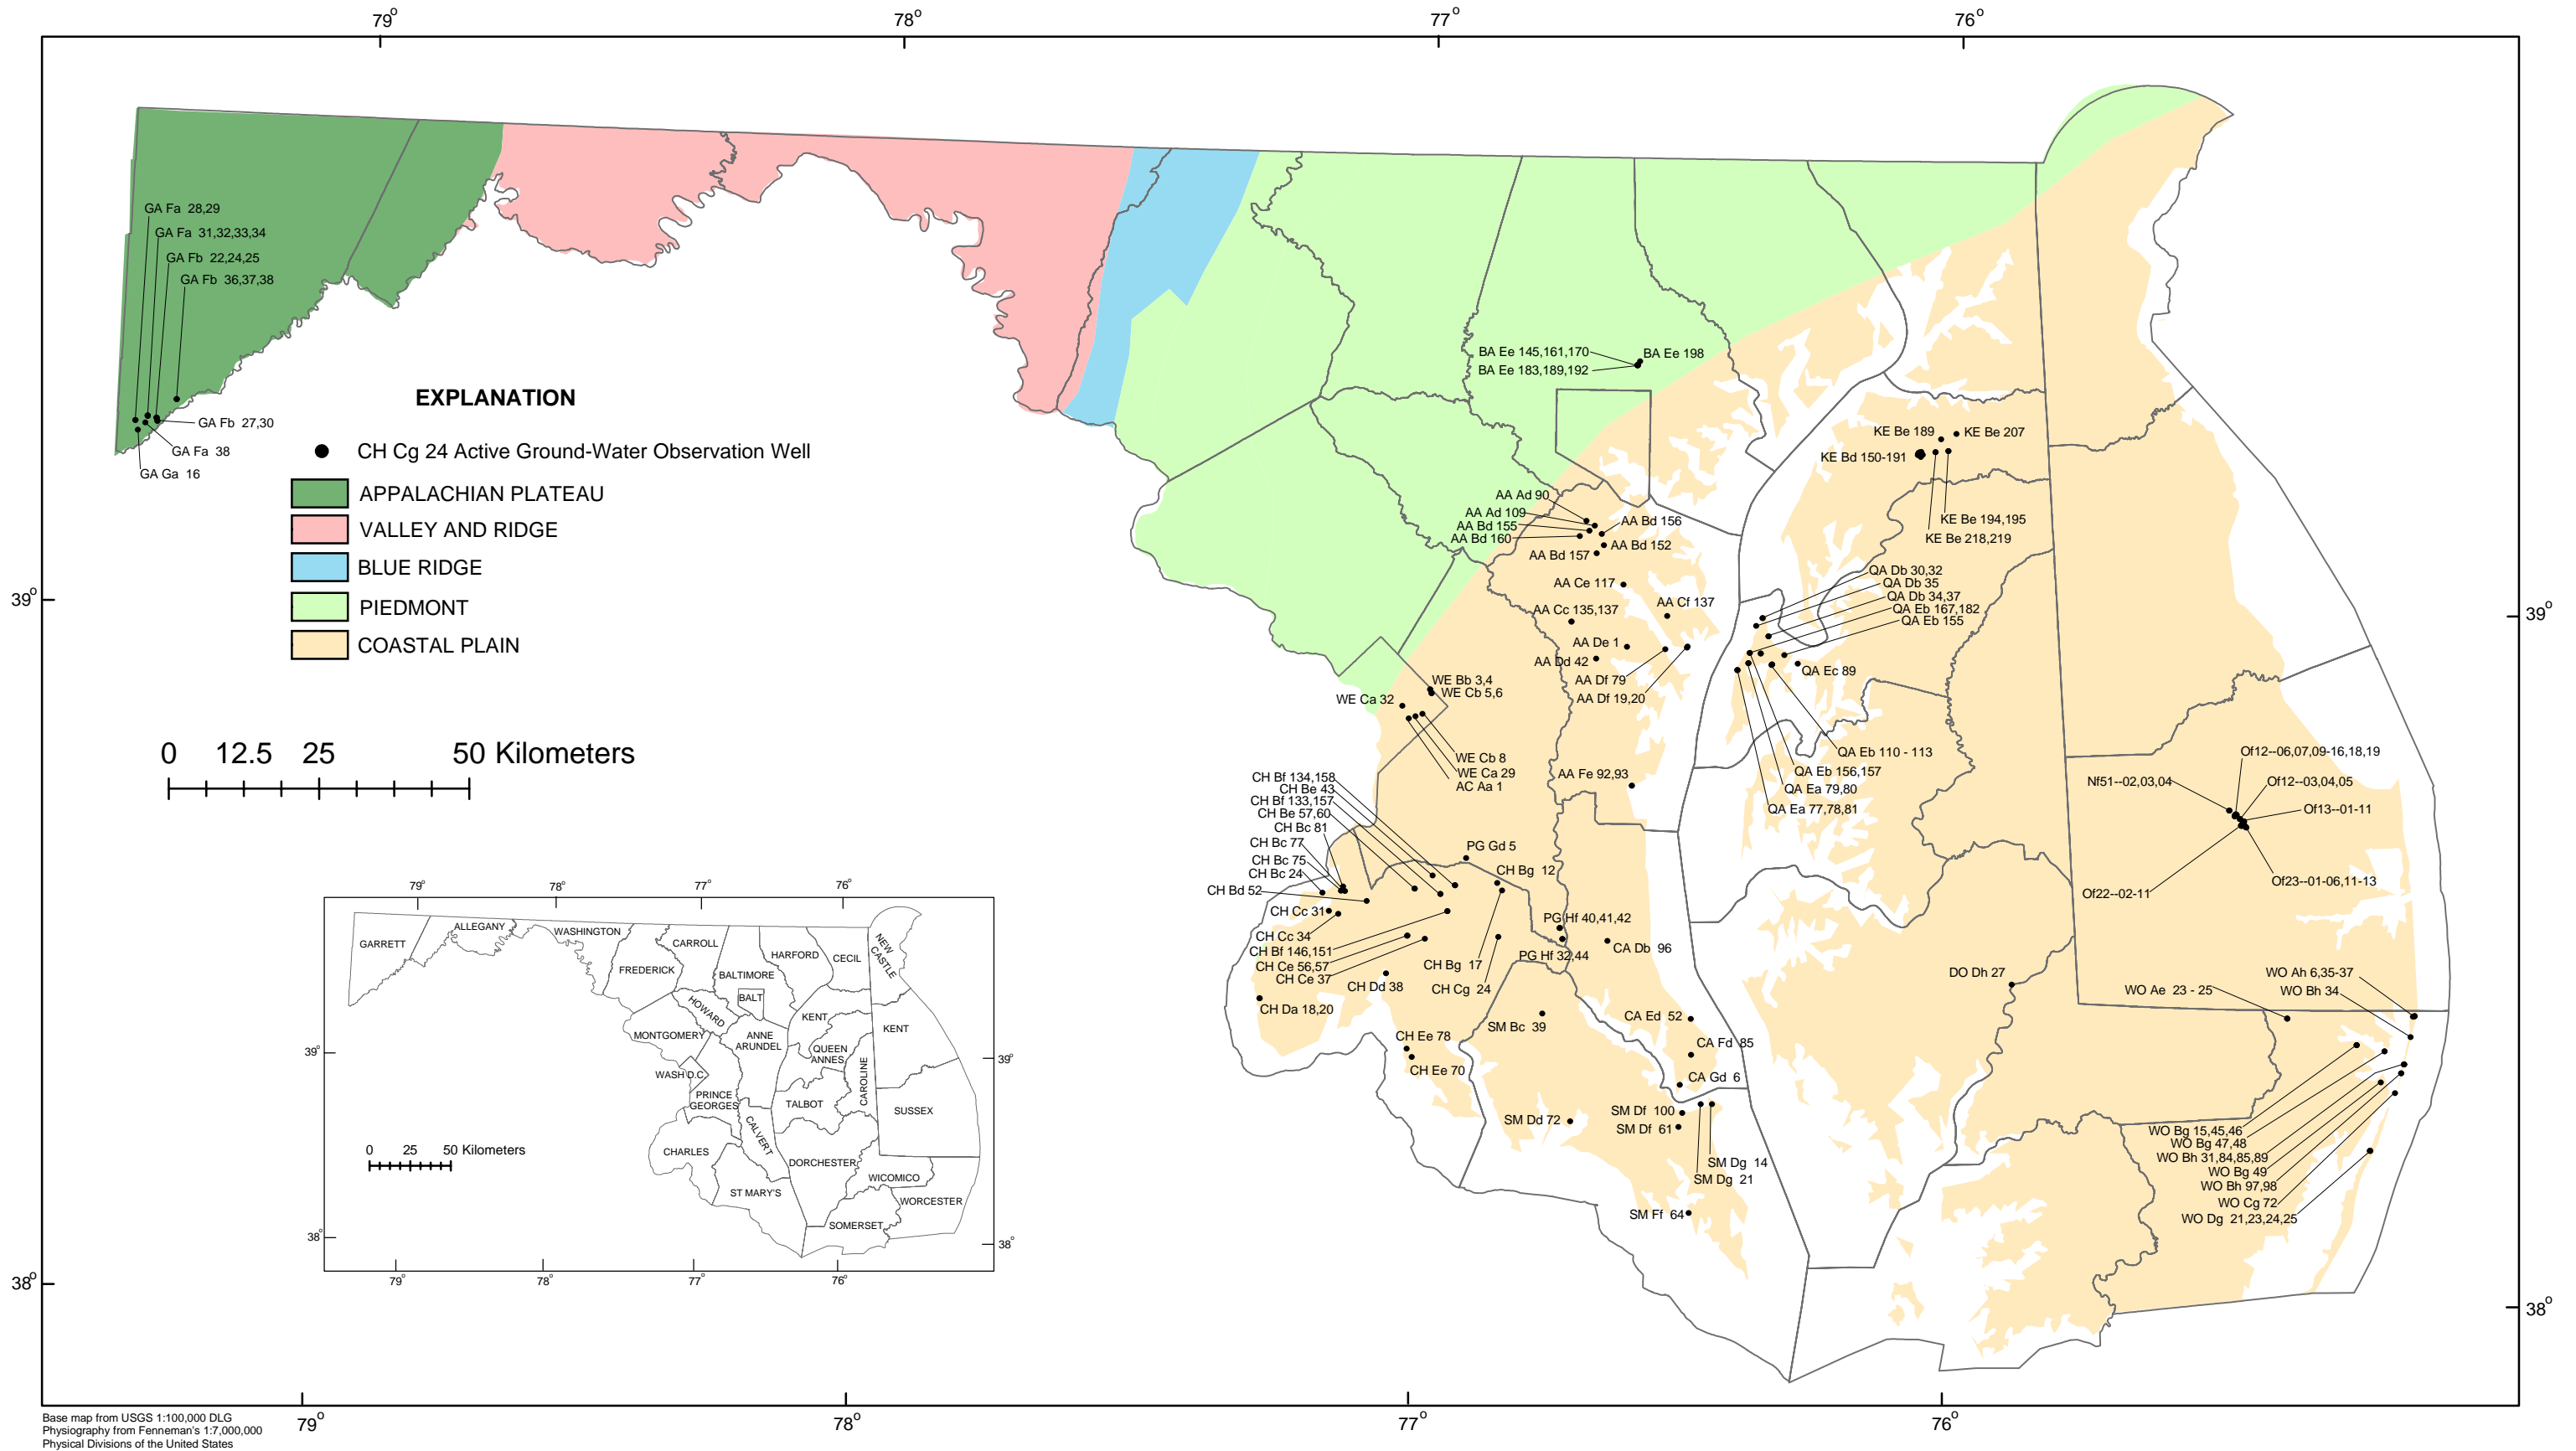 79° 78° 77° 76°
GA Fa 28,29
GA Fa 31,32,33,34
GA Fb 22,24,25
GA Fb 36,37,38
GA Fb 27,30
GA Fa 38
GA Ga 16
EXPLANATION
CH Cg 24 Active Ground-Water Observation Well
APPALACHIAN PLATEAU
VALLEY AND RIDGE
BLUE RIDGE
PIEDMONT
COASTAL PLAIN
0 12.5 25 50 Kilometers
39°
39°
38°
38°
BA Ee 145,161,170
BA Ee 198
BA Ee 183,189,192
KE Be 189
KE Be 207
KE Bd 150-191
KE Be 194,195
KE Be 218,219
AA Ad 90
AA Ad 109
AA Bd 155
AA Bd 160
AA Bd 156
AA Bd 152
AA Bd 157
AA Ce 117
AA Cc 135,137
AA Cf 137
AA De 1
AA Dd 42
AA Df 79
AA Df 19,20
QA Db 30,32
QA Db 35
QA Db 34,37
QA Eb 167,182
QA Eb 155
QA Ec 89
QA Eb 110 - 113
QA Eb 156,157
QA Ea 79,80
QA Ea 77,78,81
WE Bb 3,4
WE Cb 5,6
WE Ca 32
WE Cb 8
WE Ca 29
AC Aa 1
AA Fe 92,93
CH Bf 134,158
CH Be 43
CH Bf 133,157
CH Be 57,60
CH Bc 81
CH Bc 77
CH Bc 75
CH Bc 24
CH Bd 52
CH Cc 31
CH Cc 34
CH Bf 146,151
CH Ce 56,57
CH Ce 37
CH Dd 38
CH Da 18,20
PG Gd 5
CH Bg 12
CH Bg 17
CH Cg 24
PG Hf 40,41,42
PG Hf 32,44
CA Db 96
CH Ee 78
CH Ee 70
SM Bc 39
CA Ed 52
CA Fd 85
CA Gd 6
SM Df 100
SM Df 61
SM Dd 72
SM Dg 14
SM Dg 21
SM Ff 64
Of12--06,07,09-16,18,19
Nf51--02,03,04
Of12--03,04,05
Of13--01-11
Of23--01-06,11-13
Of22--02-11
DO Dh 27
WO Ah 6,35-37
WO Ae 23 - 25
WO Bh 34
WO Bg 15,45,46
WO Bg 47,48
WO Bh 31,84,85,89
WO Bg 49
WO Bh 97,98
WO Cg 72
WO Dg 21,23,24,25
79° 78° 77° 76°
GARRETT
ALLEGANY
WASHINGTON
FREDERICK
CARROLL
BALTIMORE
HARFORD
CECIL
NEW CASTLE
BALT
HOWARD
MONTGOMERY
ANNE
ARUNDEL
KENT
KENT
QUEEN
ANNES
CAROLINE
WASH D.C.
PRINCE
GEORGES
TALBOT
SUSSEX
CALVERT
CHARLES
DORCHESTER
WICOMICO
ST MARY'S
WORCESTER
SOMERSET
0 25 50 Kilometers
39°
39°
38°
38°
79° 78° 77° 76°
79° 78° 77° 76°
Base map from USGS 1:100,000 DLG
Physiography from Fenneman's 1:7,000,000
Physical Divisions of the United States